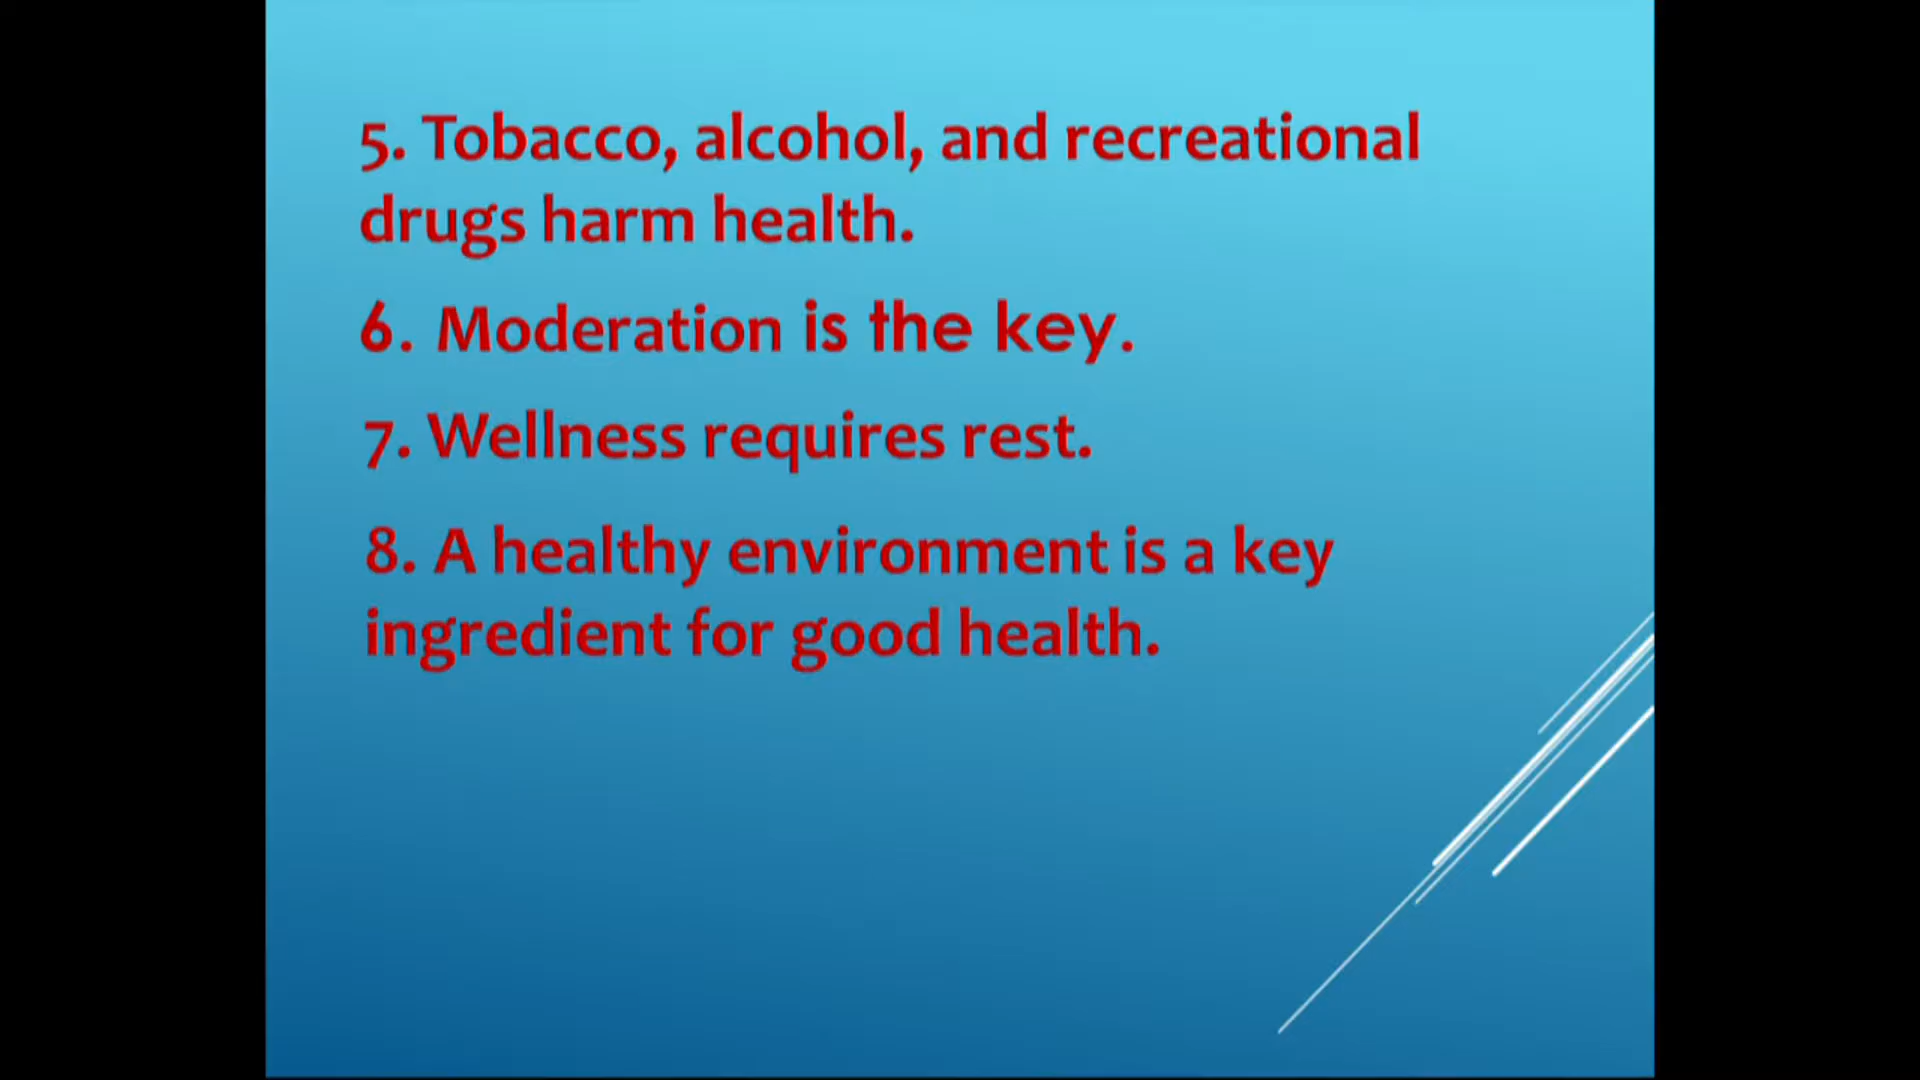 5. Tobacco, alcohol, and recreational
drugs harm health.
6. Moderation is the key.
7. Wellness requires rest.
8. A healthy environment is a key
ingredient for good health.